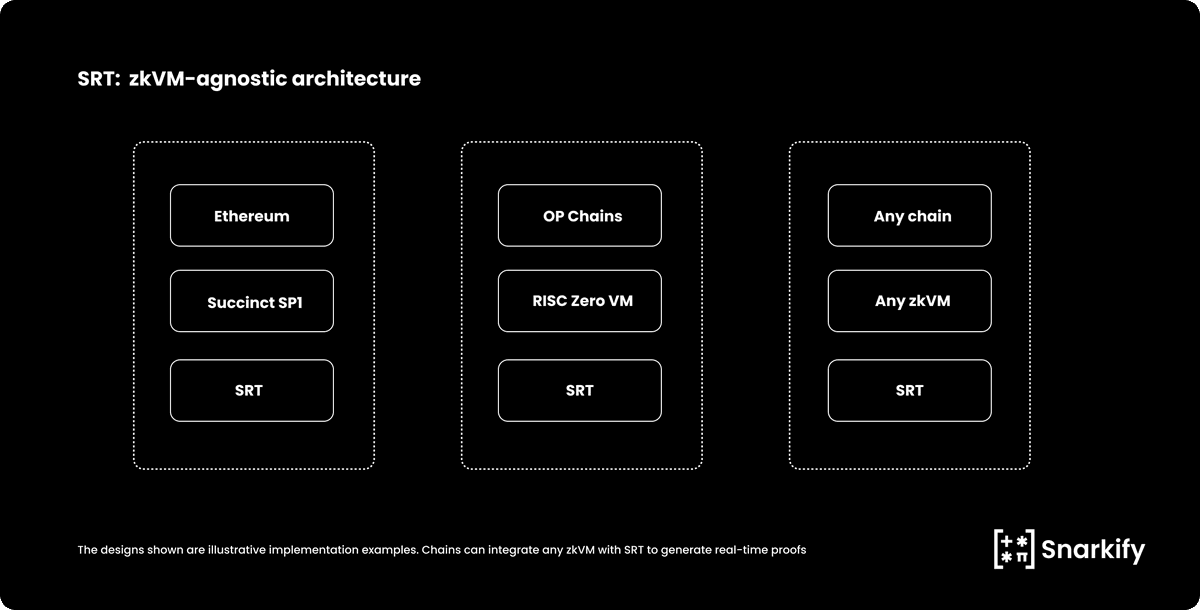 SRT: zkVM-agnostic architecture
Ethereum
Succinct SP1
SRT
OP Chains
RISC Zero VM
SRT
Any chain
Any zkVM
SRT
The designs shown are illustrative implementation examples. Chains can integrate any zkVM with SRT to generate real-time proofs
[+* *π] Snarkify